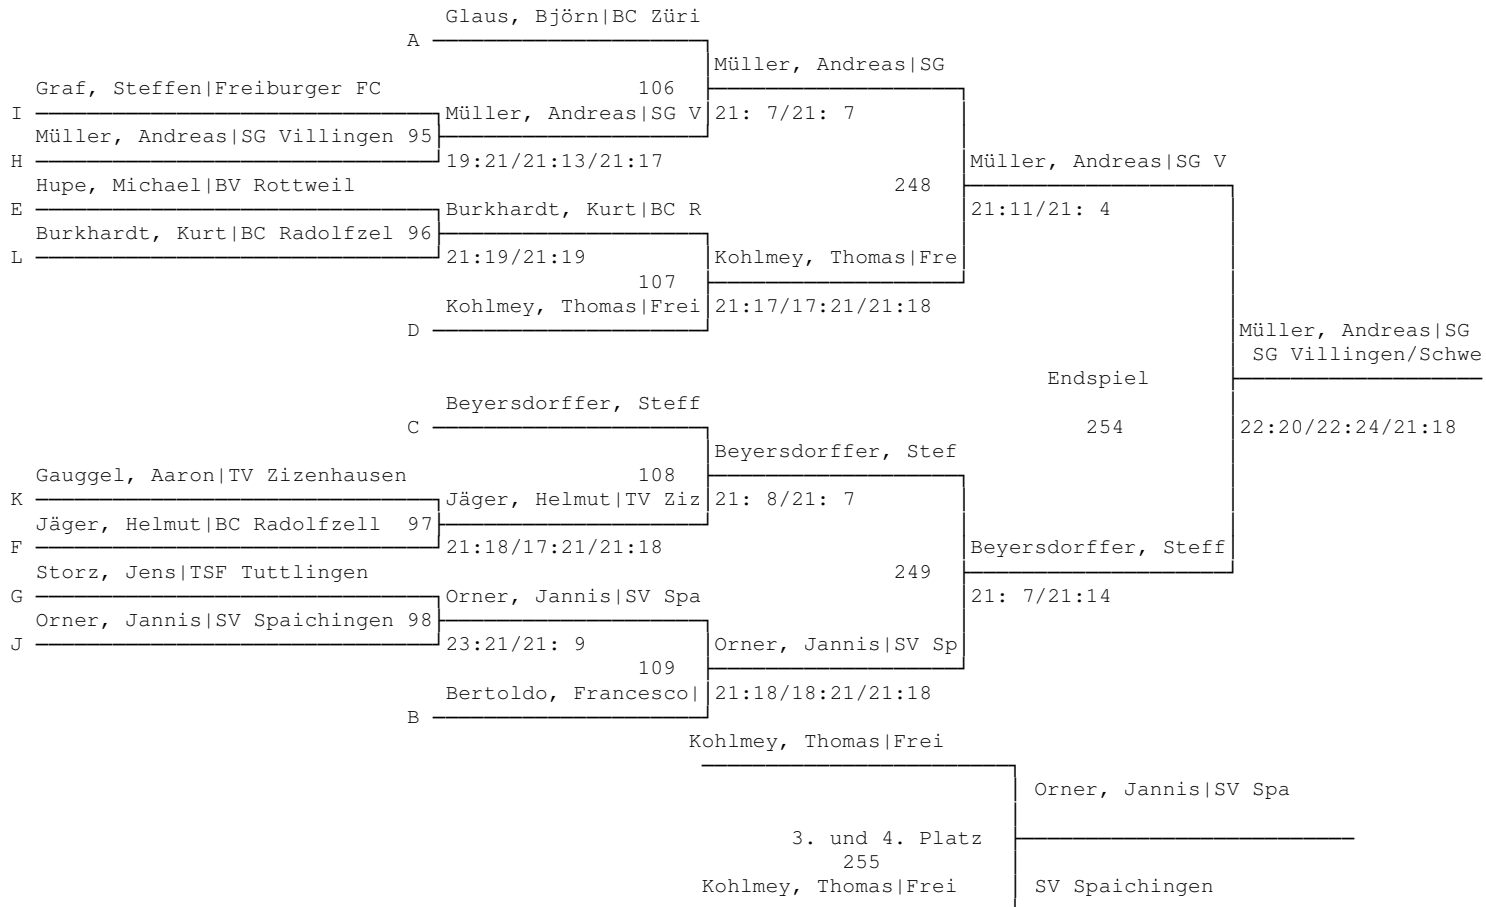 Glaus, Björn|BC Züri
A
Müller, Andreas|SG
Graf, Steffen|Freiburger FC 106
I Müller, Andreas|SG V 21: 7/21: 7
Müller, Andreas|SG Villingen 95
H 19:21/21:13/21:17 Müller, Andreas|SG V
Hupe, Michael|BV Rottweil 248
E Burkhardt, Kurt|BC R 21:11/21: 4
Burkhardt, Kurt|BC Radolfzel 96
L 21:19/21:19 Kohlmey, Thomas|Fre
107
Kohlmey, Thomas|Frei 21:17/17:21/21:18
D Müller, Andreas|SG
SG Villingen/Schwe
Endspiel
Beyersdorffer, Steff
C 254 22:20/22:24/21:18
Beyersdorffer, Stef
Gauggel, Aaron|TV Zizenhausen 108
K Jäger, Helmut|TV Ziz 21: 8/21: 7
Jäger, Helmut|BC Radolfzell 97
F 21:18/17:21/21:18 Beyersdorffer, Steff
Storz, Jens|TSF Tuttlingen 249
G Orner, Jannis|SV Spa 21: 7/21:14
Orner, Jannis|SV Spaichingen 98
J 23:21/21: 9 Orner, Jannis|SV Sp
109
Bertoldo, Francesco| 21:18/18:21/21:18
B
Kohlmey, Thomas|Frei
Orner, Jannis|SV Spa
3. und 4. Platz
255
Kohlmey, Thomas|Frei SV Spaichingen